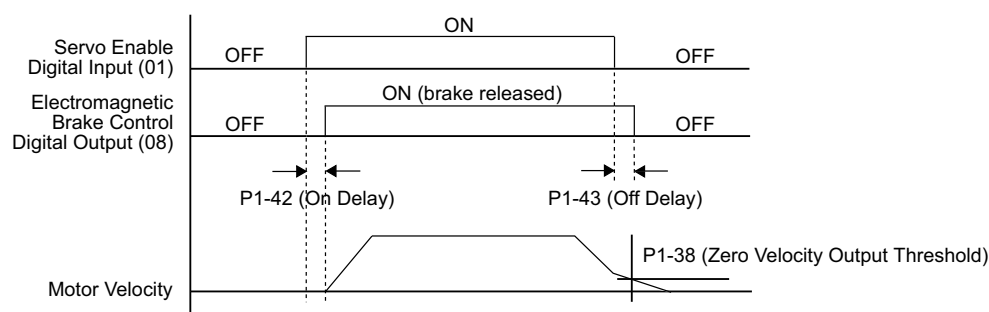 ON
Servo Enable
Digital Input (01)
OFF
OFF
ON (brake released)
Electromagnetic
Brake Control
Digital Output (08)
OFF
OFF
P1-42 (On Delay)
P1-43 (Off Delay)
P1-38 (Zero Velocity Output Threshold)
Motor Velocity